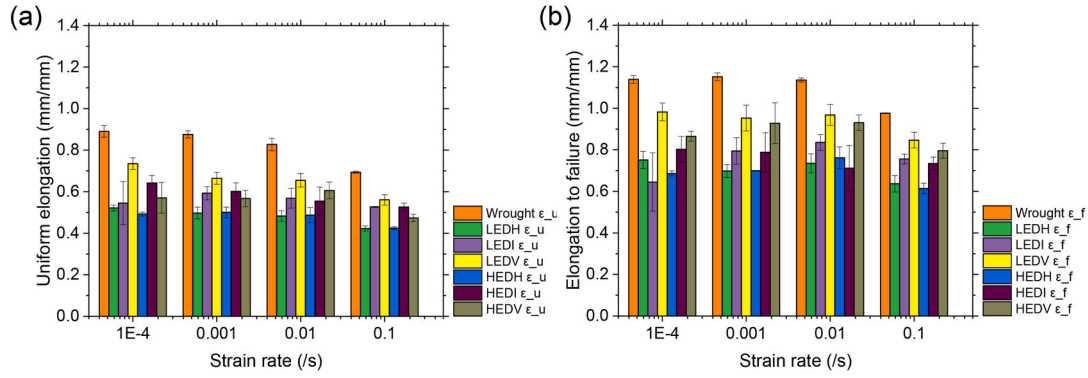 (a)
1.4
1.2
1.0
0.8
0.6
0.4
0.2
0.0
Uniform elongation (mm/mm)
1E-4 0.001 0.01 0.1
Strain rate (/s)
Wrought ε_u
LEDH ε_u
LEDI ε_u
LEDV ε_u
HEDH ε_u
HEDI ε_u
HEDV ε_u
(b)
1.4
1.2
1.0
0.8
0.6
0.4
0.2
0.0
Elongation to failure (mm/mm)
1E-4 0.001 0.01 0.1
Strain rate (/s)
Wrought ε_f
LEDH ε_f
LEDI ε_f
LEDV ε_f
HEDH ε_f
HEDI ε_f
HEDV ε_f